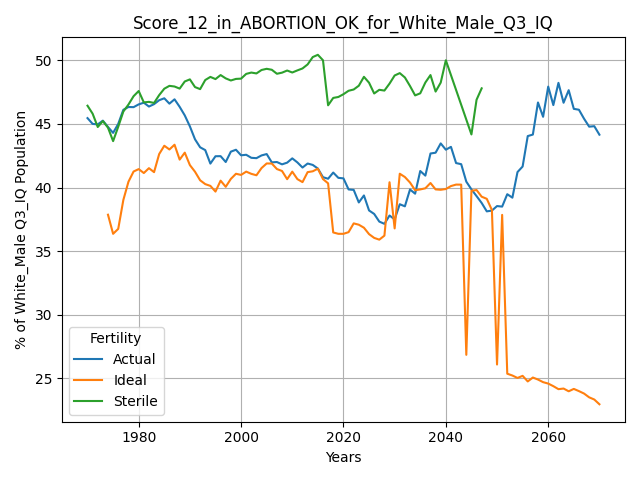 Score_12_in_ABORTION_OK_for_White_Male_Q3_IQ
% of White_Male Q3_IQ Population
50
45
40
35
30
25
Fertility
Actual
Ideal
Sterile
1980
2000
2020
2040
2060
Years